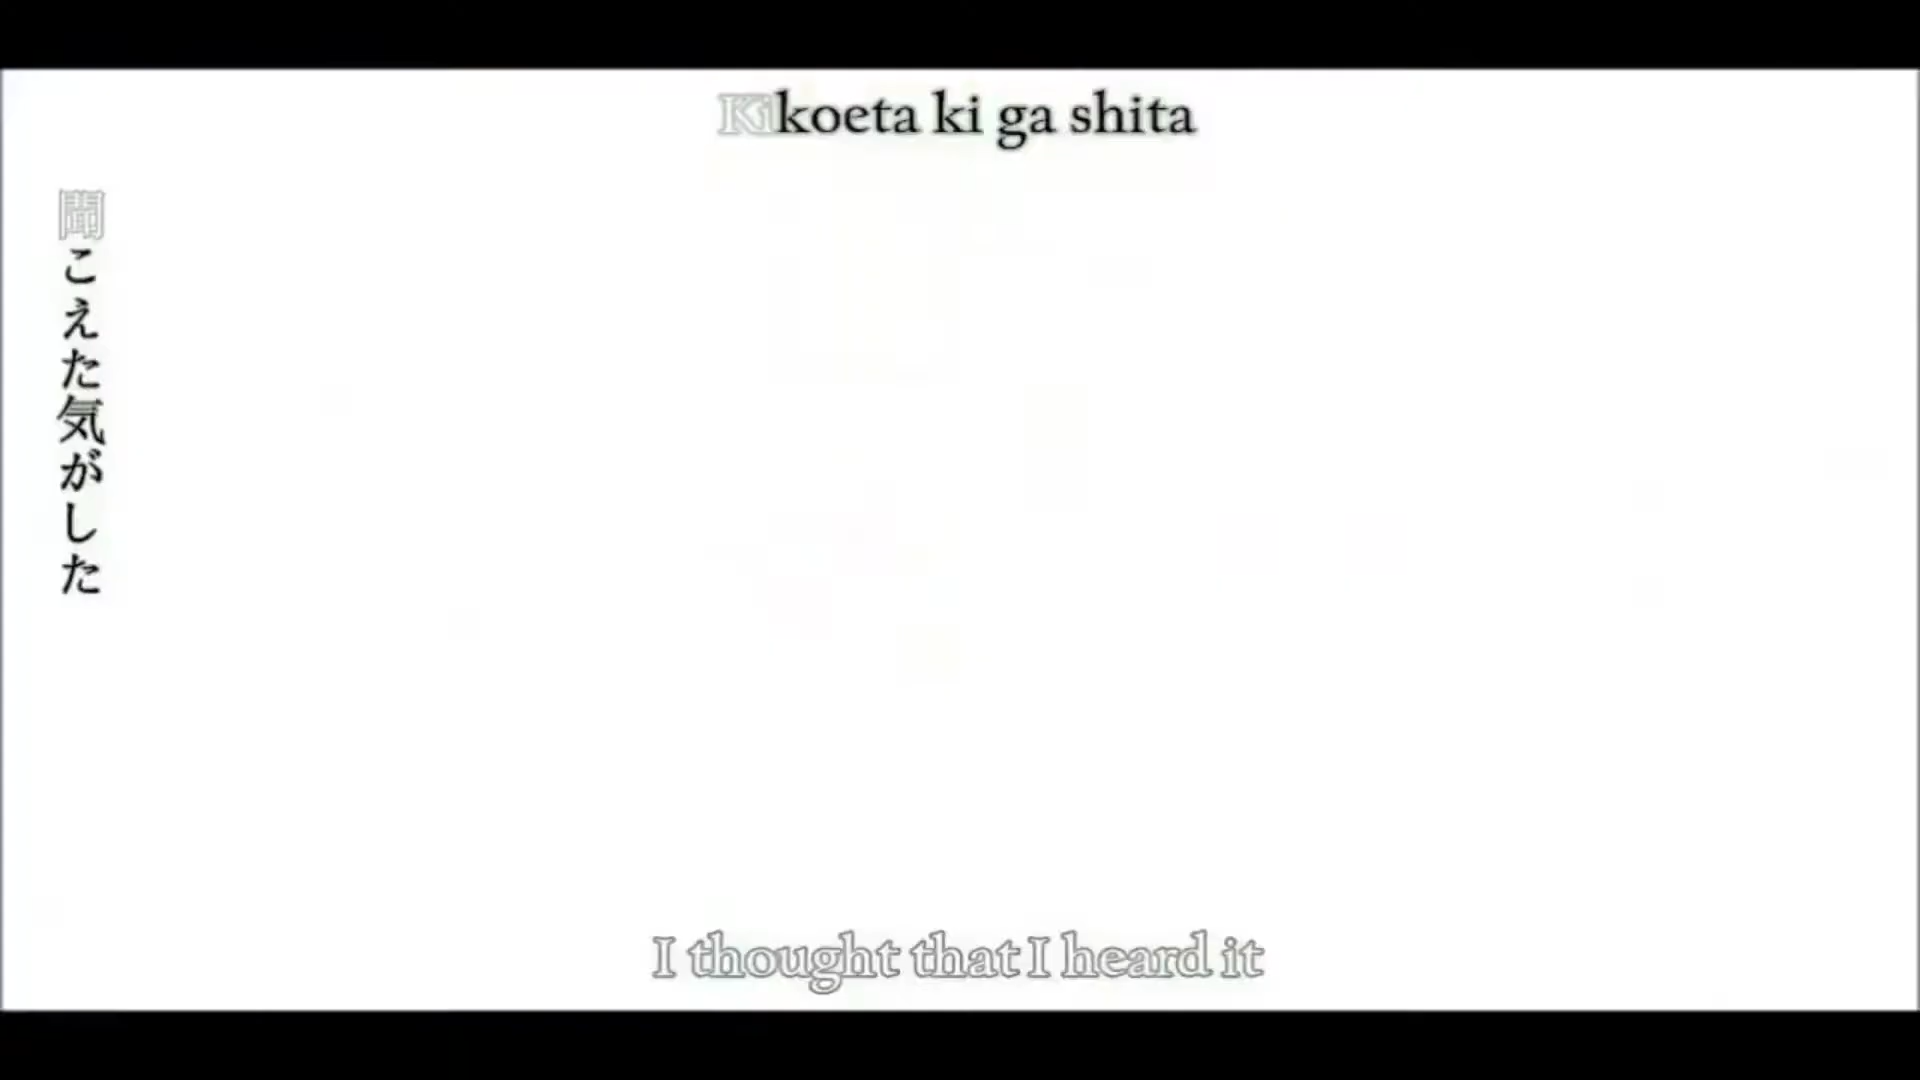 Kikoeta ki ga shita
聞こえた気がした
I thought that I heard it